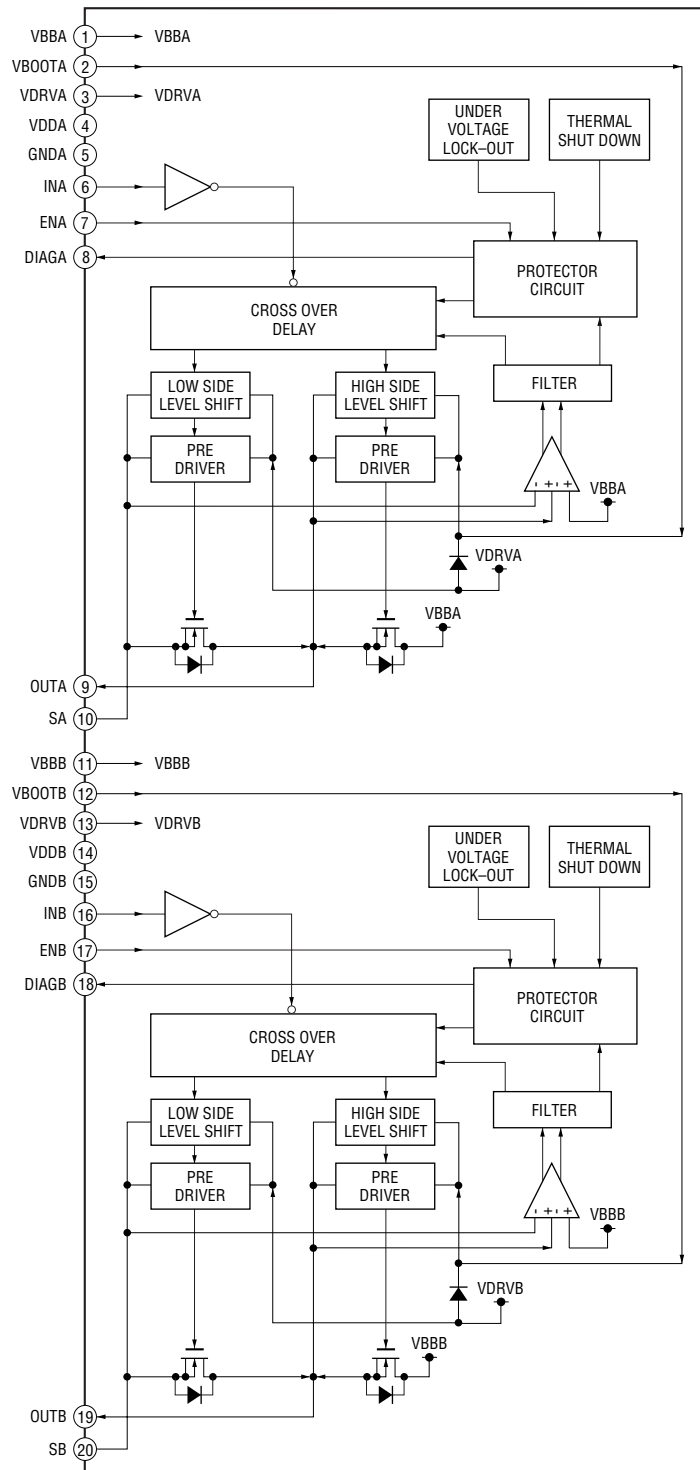 VBBA 1 VBBA
VBOOTA 2
VDRVA 3 VDRVA
VDDA 4
GNDA 5
INA 6
ENA 7
DIAGA 8
UNDER
VOLTAGE
LOCK–OUT
THERMAL
SHUT DOWN
PROTECTOR
CIRCUIT
CROSS OVER
DELAY
LOW SIDE
LEVEL SHIFT
HIGH SIDE
LEVEL SHIFT
FILTER
PRE
DRIVER
PRE
DRIVER
- + - +
VBBA
VDRVA
VBBA
OUTA 9
SA 10
VBBB 11 VBBB
VBOOTB 12
VDRVB 13 VDRVB
VDDB 14
GNDB 15
INB 16
ENB 17
DIAGB 18
UNDER
VOLTAGE
LOCK–OUT
THERMAL
SHUT DOWN
PROTECTOR
CIRCUIT
CROSS OVER
DELAY
LOW SIDE
LEVEL SHIFT
HIGH SIDE
LEVEL SHIFT
FILTER
PRE
DRIVER
PRE
DRIVER
- + - +
VBBB
VDRVB
VBBB
OUTB 19
SB 20